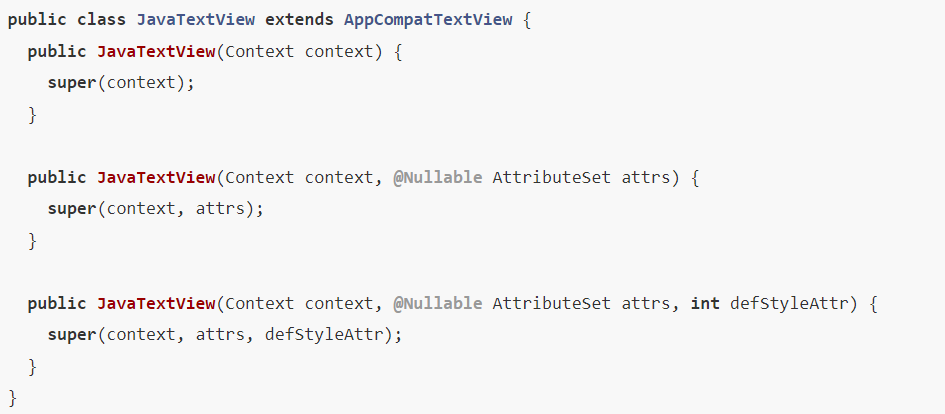 public class JavaTextView extends AppCompatTextView {
  public JavaTextView(Context context) {
    super(context);
  }

  public JavaTextView(Context context, @Nullable AttributeSet attrs) {
    super(context, attrs);
  }

  public JavaTextView(Context context, @Nullable AttributeSet attrs, int defStyleAttr) {
    super(context, attrs, defStyleAttr);
  }
}